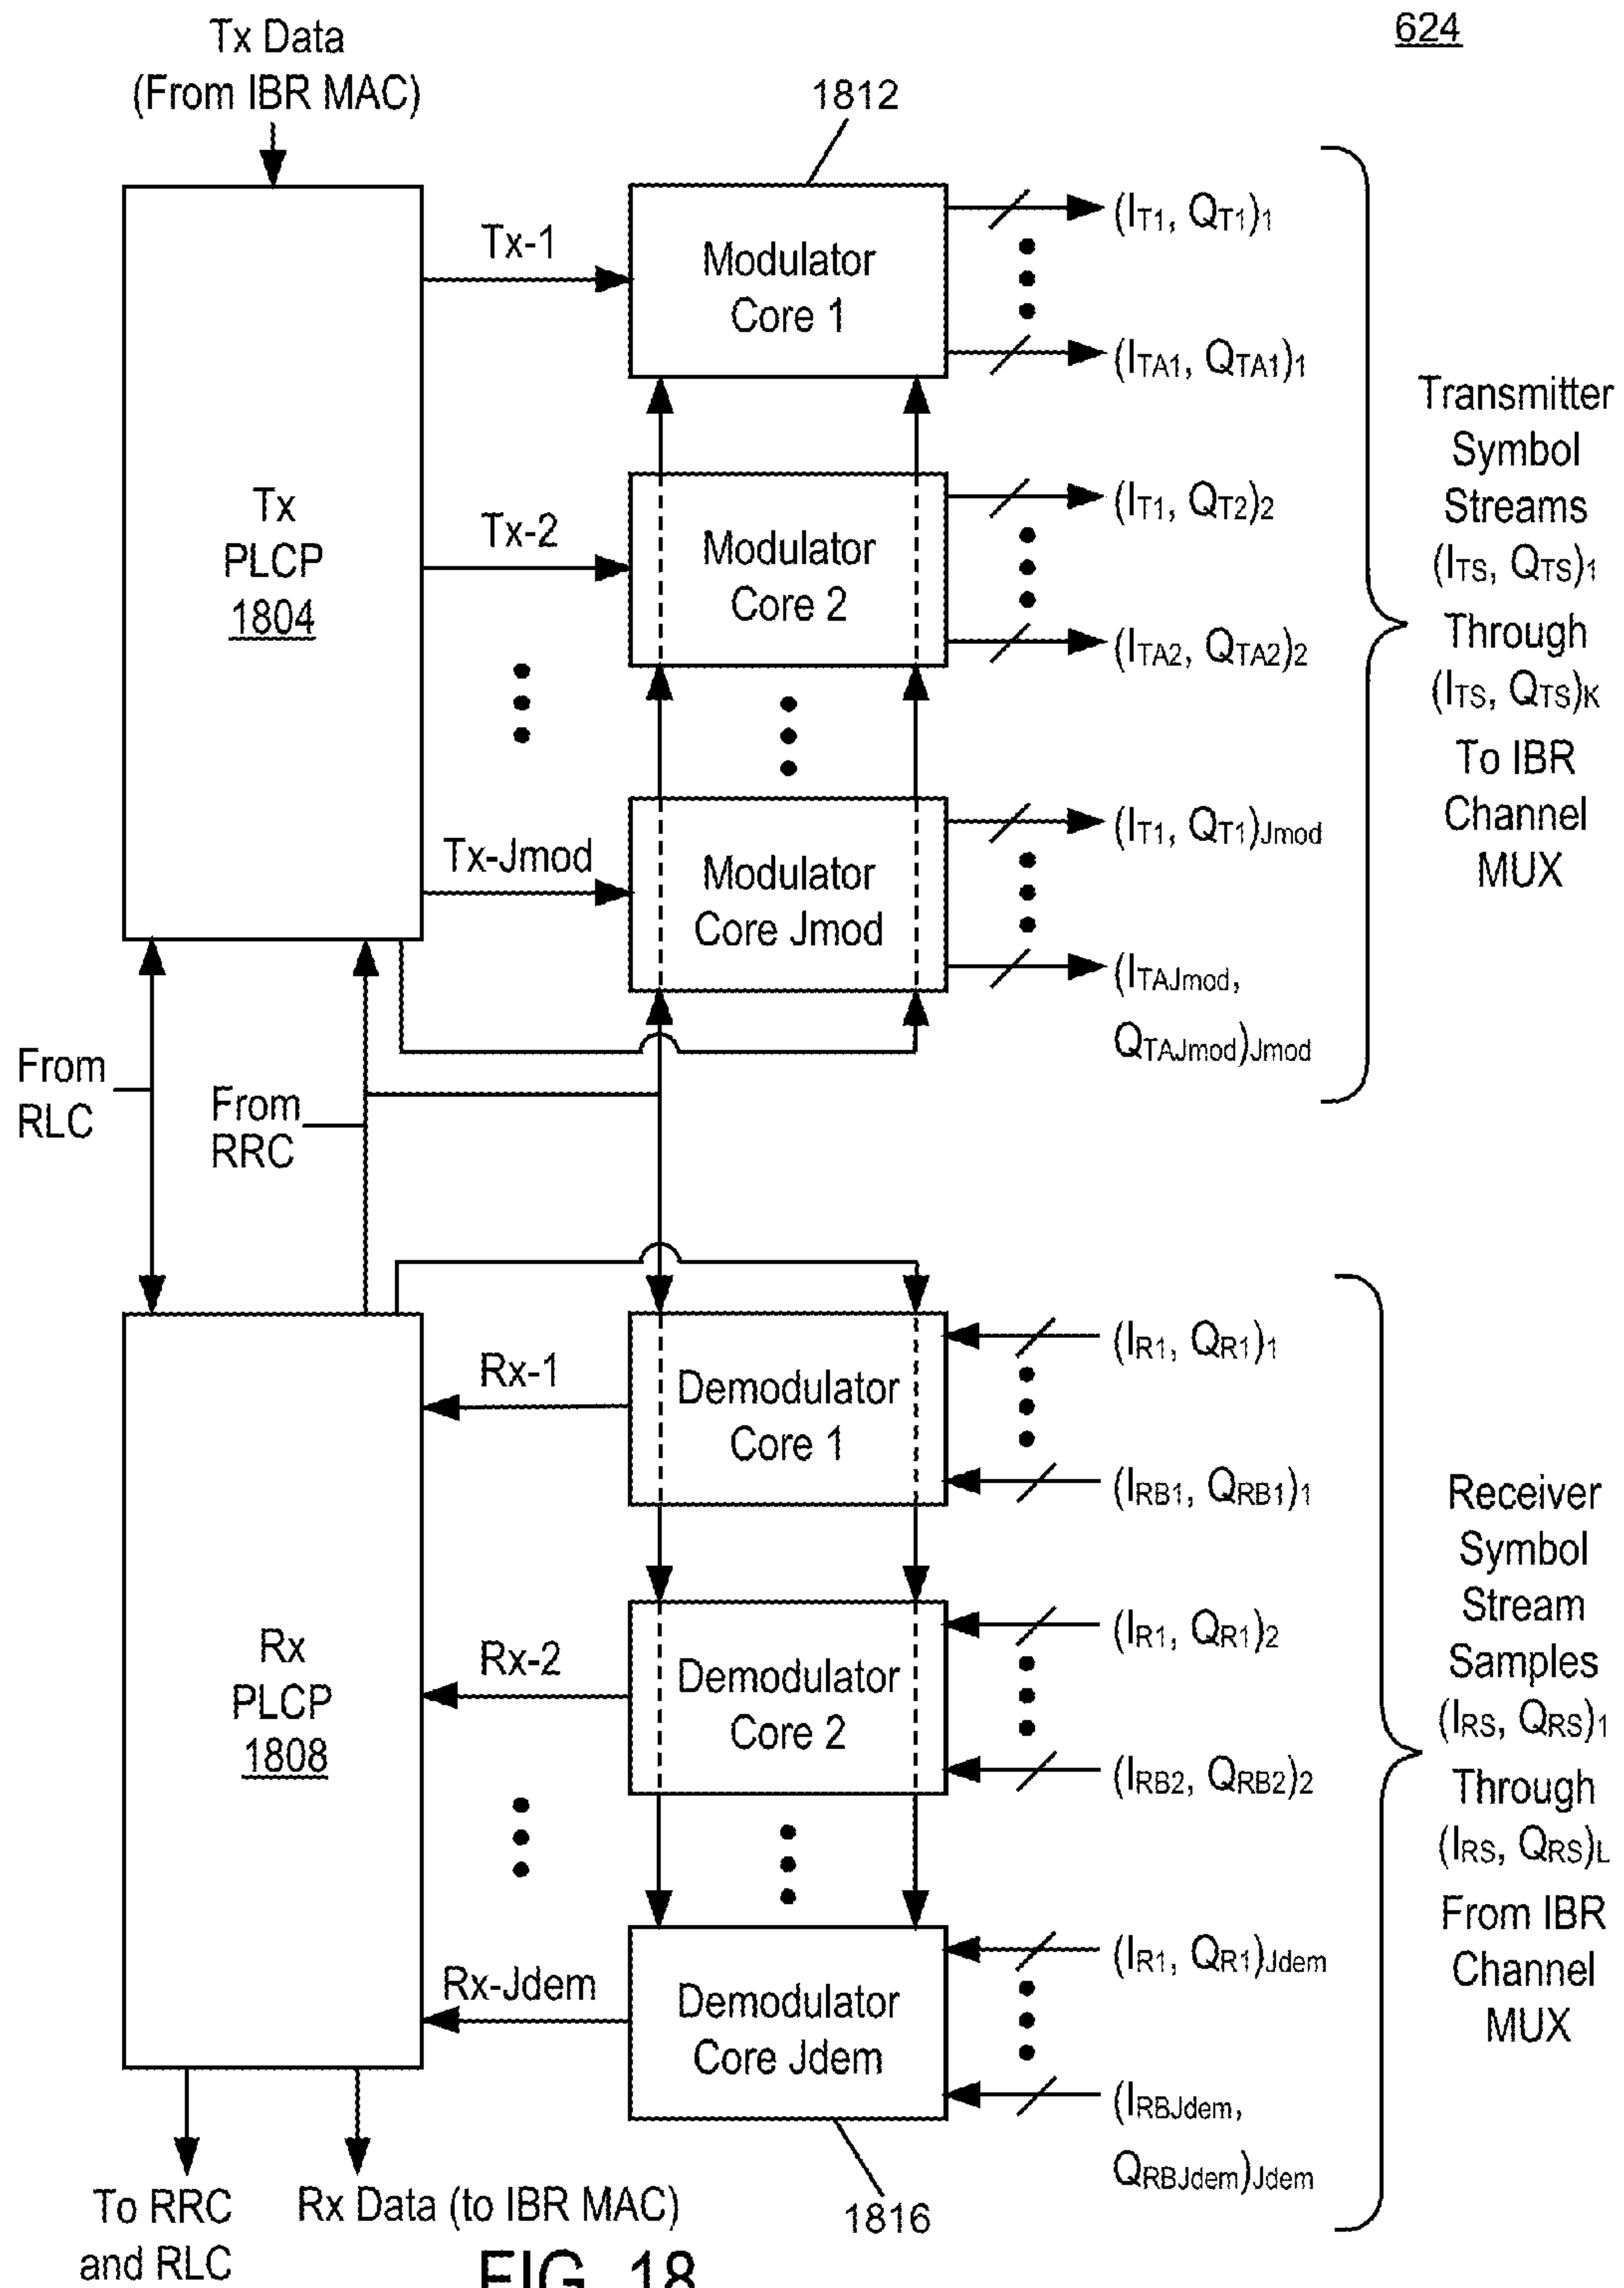 624
Tx Data
(From IBR MAC)
1812
Tx
PLCP
1804
Tx-1
Tx-2
Tx-Jmod
Modulator
Core 1
Modulator
Core 2
Modulator
Core Jmod
(IT1, QT1)1
(ITA1, QTA1)1
(IT1, QT2)2
(ITA2, QTA2)2
(IT1, QT1)Jmod
(ITAJmod,
QTAJmod)Jmod
Transmitter
Symbol
Streams
(ITS, QTS)1
Through
(ITS, QTS)K
To IBR
Channel
MUX
From
RLC
From
RRC
Rx
PLCP
1808
Rx-1
Rx-2
Rx-Jdem
Demodulator
Core 1
Demodulator
Core 2
Demodulator
Core Jdem
(IR1, QR1)1
(IRB1, QRB1)1
(IR1, QR1)2
(IRB2, QRB2)2
(IR1, QR1)Jdem
(IRBJdem,
QRBJdem)Jdem
Receiver
Symbol
Stream
Samples
(IRS, QRS)1
Through
(IRS, QRS)L
From IBR
Channel
MUX
To RRC
and RLC
Rx Data (to IBR MAC)
1816
FIG. 18